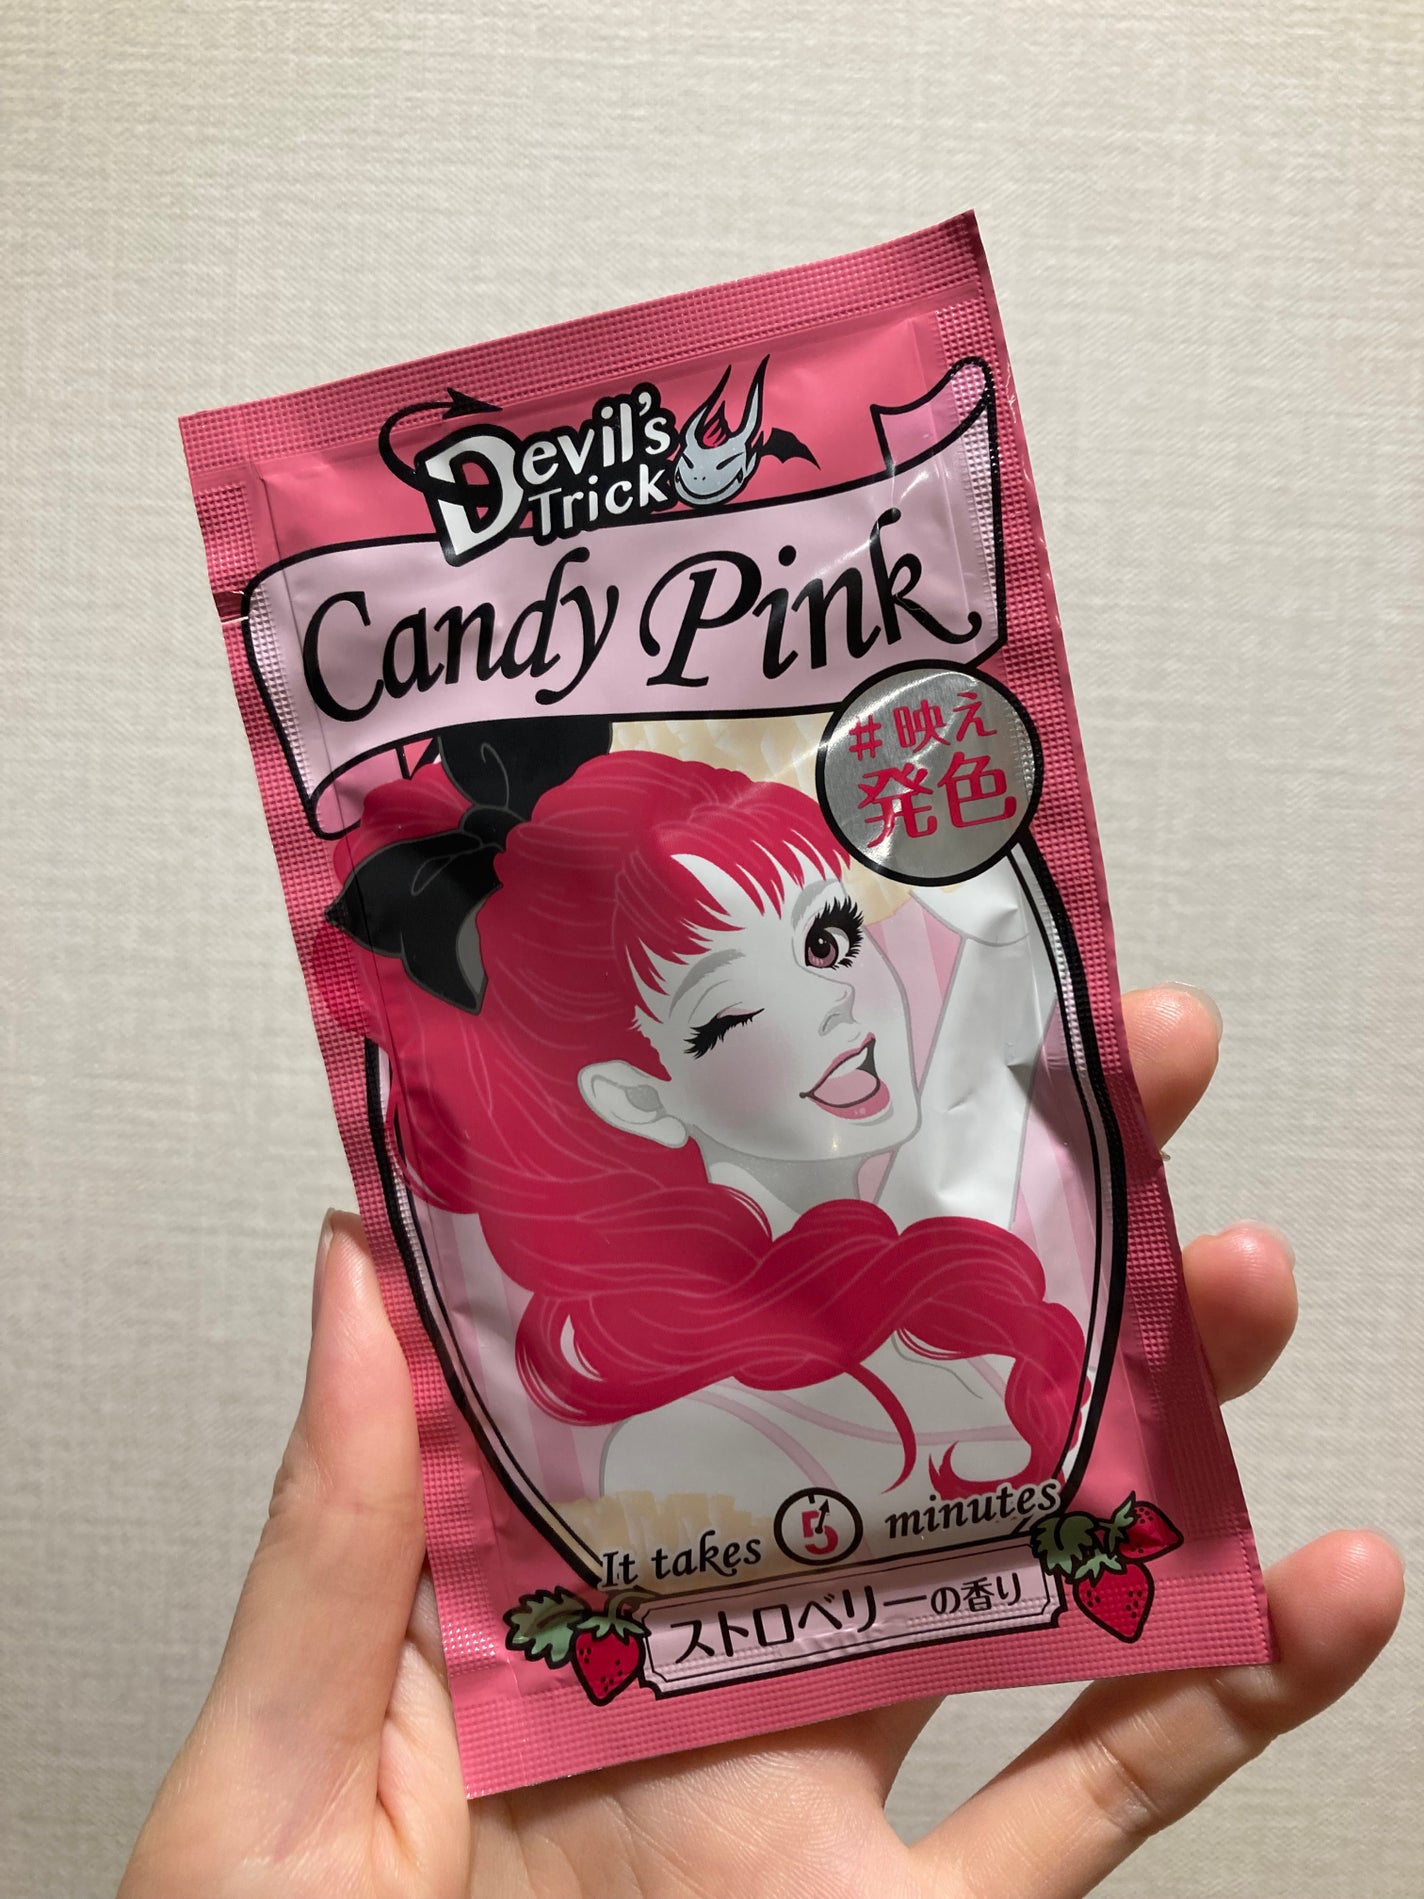 Devil's
Trick
Candy Pink
#映え
発色
It takes 5 minutes
ストロベリーの香り